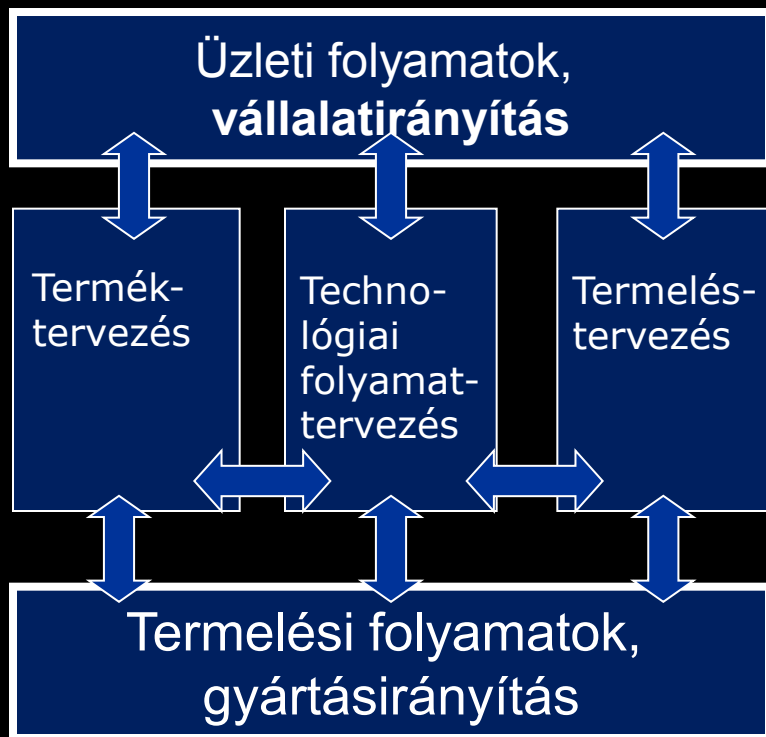 Üzleti folyamatok,
vállalatirányítás
Termék-
tervezés
Techno-
lógiai
folyamat-
tervezés
Termelés-
tervezés
Termelési folyamatok,
gyártásirányítás